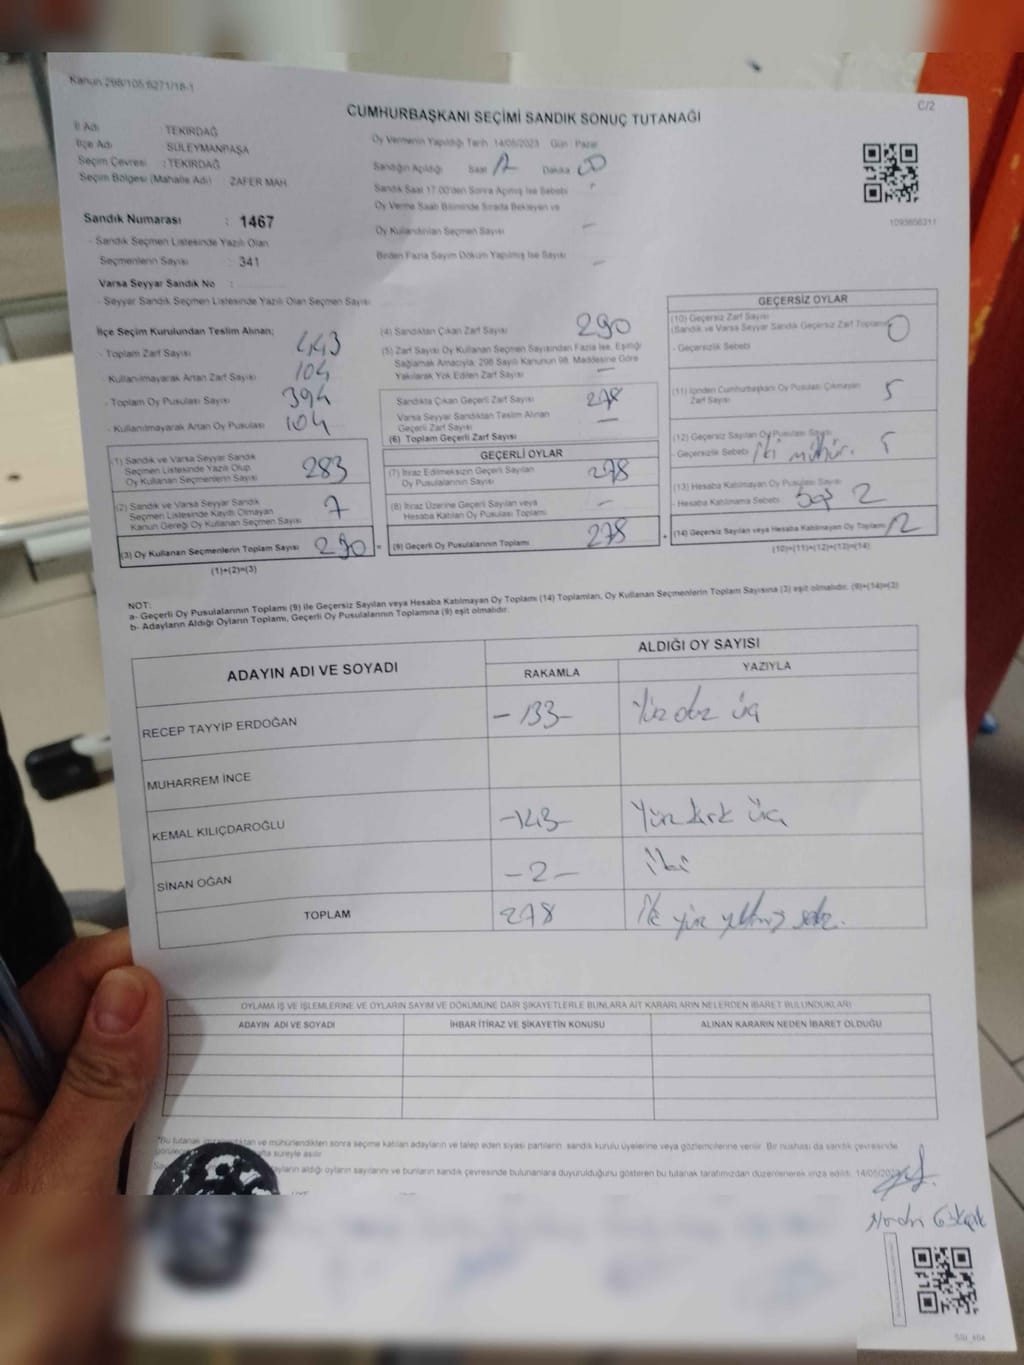 Kanun:298/105;6271/18-1
C/2
CUMHURBAŞKANI SEÇİMİ SANDIK SONUÇ TUTANAĞI
İl Adı : TEKİRDAĞ
İlçe Adı : SÜLEYMANPAŞA
Seçim Çevresi : TEKİRDAĞ
Seçim Bölgesi (Mahalle Adı) : ZAFER MAH
Oy Vermenin Yapıldığı Tarih 14/05/2023 Gün : Pazar
Sandığın Açıldığı Saat Dakika
Sandık Saat 17.00'den Sonra Açılmış İse Sebebi
Oy Verme Saati Bitiminde Sırada Bekleyen ve
Oy Kullandırılan Seçmen Sayısı –
Birden Fazla Sayım Döküm Yapılmış İse Sayısı –
Sandık Numarası : 1467
- Sandık Seçmen Listesinde Yazılı Olan
Seçmenlerin Sayısı : 341
Varsa Seyyar Sandık No :
- Seyyar Sandık Seçmen Listesinde Yazılı Olan Seçmen Sayısı
İlçe Seçim Kurulundan Teslim Alınan;
- Toplam Zarf Sayısı 443
- Kullanılmayarak Artan Zarf Sayısı 104
- Toplam Oy Pusulası Sayısı 394
- Kullanılmayarak Artan Oy Pusulası 104
(1) Sandık ve Varsa Seyyar Sandık
Seçmen Listesinde Yazılı Olup
Oy Kullanan Seçmenlerin Sayısı 283
(2) Sandık ve Varsa Seyyar Sandık
Seçmen Listesinde Kayıtlı Olmayan
Kanun Gereği Oy Kullanan Seçmen Sayısı 7
(3) Oy Kullanan Seçmenlerin Toplam Sayısı 290 =
(1)+(2)=(3)
(4) Sandıktan Çıkan Zarf Sayısı 290
(5) Zarf Sayısı Oy Kullanan Seçmen Sayısından Fazla İse, Eşitliği
Sağlamak Amacıyla, 298 Sayılı Kanunun 98. Maddesine Göre
Yakılarak Yok Edilen Zarf Sayısı –
Sandıkta Çıkan Geçerli Zarf Sayısı 278
Varsa Seyyar Sandıktan Teslim Alınan
Geçerli Zarf Sayısı –
(6) Toplam Geçerli Zarf Sayısı
GEÇERLİ OYLAR
(7) İtiraz Edilmeksizin Geçerli Sayılan
Oy Pusulasının Sayısı 278
(8) İtiraz Üzerine Geçerli Sayılan veya
Hesaba Katılan Oy Pusulası Toplamı –
(9) Geçerli Oy Pusulalarının Toplamı 278 +
1093656311
GEÇERSİZ OYLAR
(10) Geçersiz Zarf Sayısı
(Sandık ve Varsa Seyyar Sandık Geçersiz Zarf Toplamı) 0
- Geçersizlik Sebebi
(11) İçinden Cumhurbaşkanı Oy Pusulası Çıkmayan
Zarf Sayısı 5
(12) Geçersiz Sayılan Oy Pusulası Sayısı
- Geçersizlik Sebebi İki mühür. 5
(13) Hesaba Katılmayan Oy Pusulası Sayısı
Hesaba Katılmama Sebebi Boş 2
(14) Geçersiz Sayılan veya Hesaba Katılmayan Oy Toplamı 12
(10)+(11)+(12)+(13)=(14)
NOT:
a- Geçerli Oy Pusulalarının Toplamı (9) ile Geçersiz Sayılan veya Hesaba Katılmayan Oy Toplamı (14) Toplamları, Oy Kullanan Seçmenlerin Toplam Sayısına (3) eşit olmalıdır. (9)+(14)=(3)
b- Adayların Aldığı Oyların Toplamı, Geçerli Oy Pusulalarının Toplamına (9) eşit olmalıdır.
ADAYIN ADI VE SOYADI
ALDIĞI OY SAYISI
RAKAMLA YAZIYLA
RECEP TAYYİP ERDOĞAN -133- Yüz otuz üç
MUHARREM İNCE
KEMAL KILIÇDAROĞLU -143- Yüz kırk üç
SİNAN OĞAN -2- iki
TOPLAM 278 iki yüz yetmiş sekiz.
OYLAMA İŞ VE İŞLEMLERİNE VE OYLARIN SAYIM VE DÖKÜMÜNE DAİR ŞİKAYETLERLE BUNLARA AİT KARARLARIN NELERDEN İBARET BULUNDUKLARI
ADAYIN ADI VE SOYADI İHBAR İTİRAZ VE ŞİKAYETİN KONUSU ALINAN KARARIN NEDEN İBARET OLDUĞU
"Bu tutanak ve mühürlendikten sonra seçime katılan adayların ve talep eden siyasi partilerin sandık kurulu üyelerine veya gözlemcilerine verilir. Bir nüshası da sandık çevresinde
süreyle asılır.
aldığı oyların sayılarını ve bunların sandık çevresinde bulunanlara duyurulduğunu gösteren bu tutanak tarafımızdan düzenlenerek imza edildi.